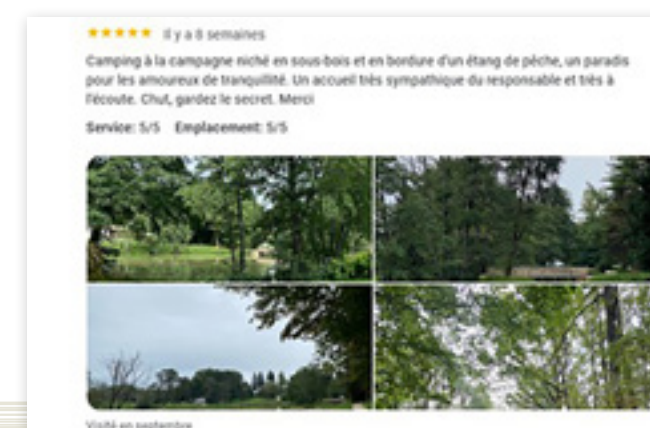 Il y a 8 semaines
Camping à la campagne niché en sous-bois et en bordure d'un étang de pêche, un paradis
pour les amoureux de tranquillité. Un accueil très sympathique du responsable et très à
l'écoute. Chut, gardez le secret. Merci
Service: 5/5 Emplacement: 5/5
Visité en septembre